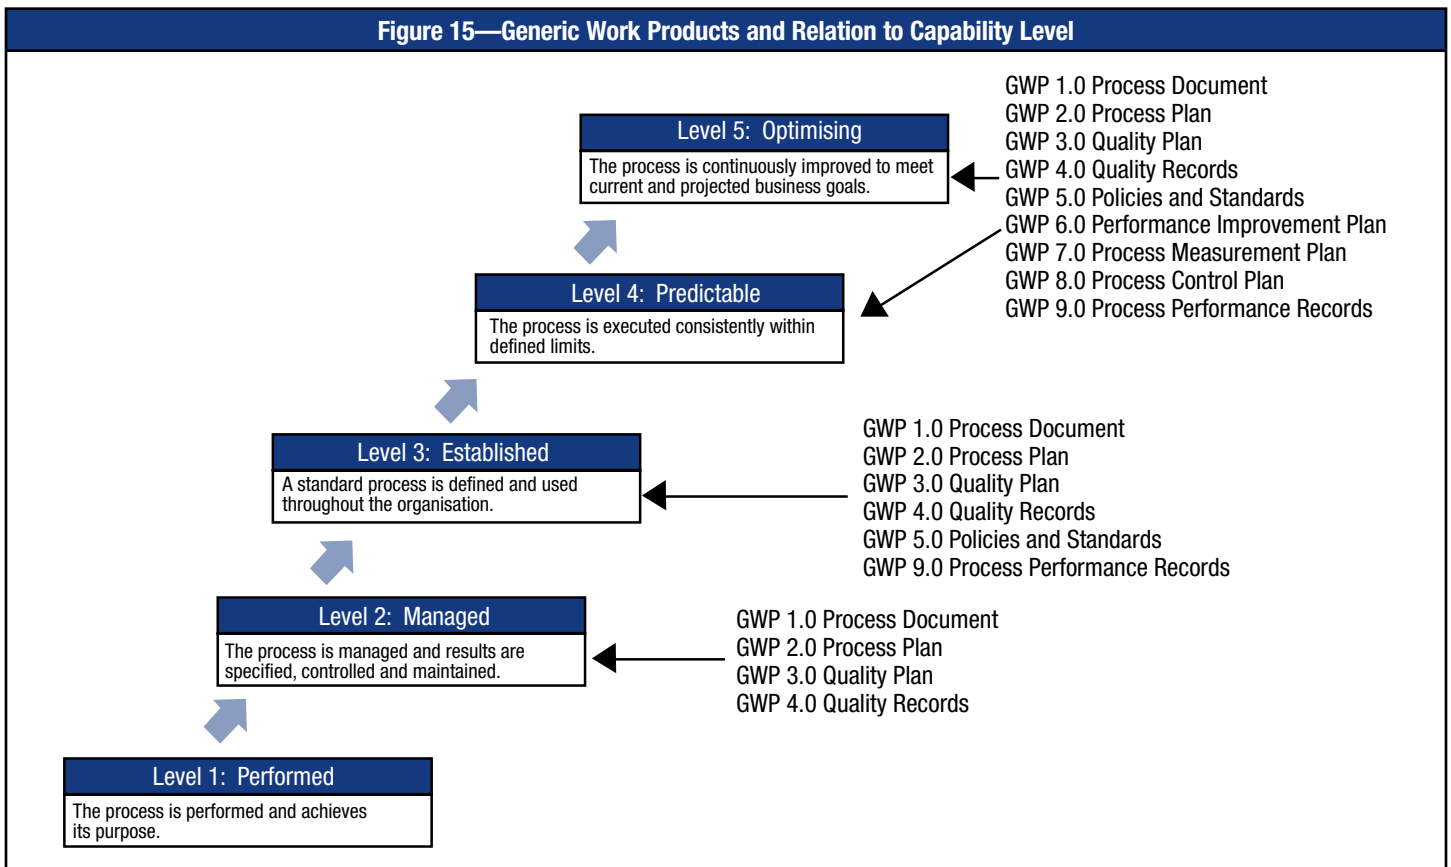 Figure 15—Generic Work Products and Relation to Capability Level
GWP 1.0 Process Document
GWP 2.0 Process Plan
GWP 3.0 Quality Plan
GWP 4.0 Quality Records
GWP 5.0 Policies and Standards
GWP 6.0 Performance Improvement Plan
GWP 7.0 Process Measurement Plan
GWP 8.0 Process Control Plan
GWP 9.0 Process Performance Records
Level 5: Optimising
The process is continuously improved to meet
current and projected business goals.
Level 4: Predictable
The process is executed consistently within
defined limits.
Level 3: Established
A standard process is defined and used
throughout the organisation.
GWP 1.0 Process Document
GWP 2.0 Process Plan
GWP 3.0 Quality Plan
GWP 4.0 Quality Records
GWP 5.0 Policies and Standards
GWP 9.0 Process Performance Records
Level 2: Managed
The process is managed and results are
specified, controlled and maintained.
GWP 1.0 Process Document
GWP 2.0 Process Plan
GWP 3.0 Quality Plan
GWP 4.0 Quality Records
Level 1: Performed
The process is performed and achieves
its purpose.